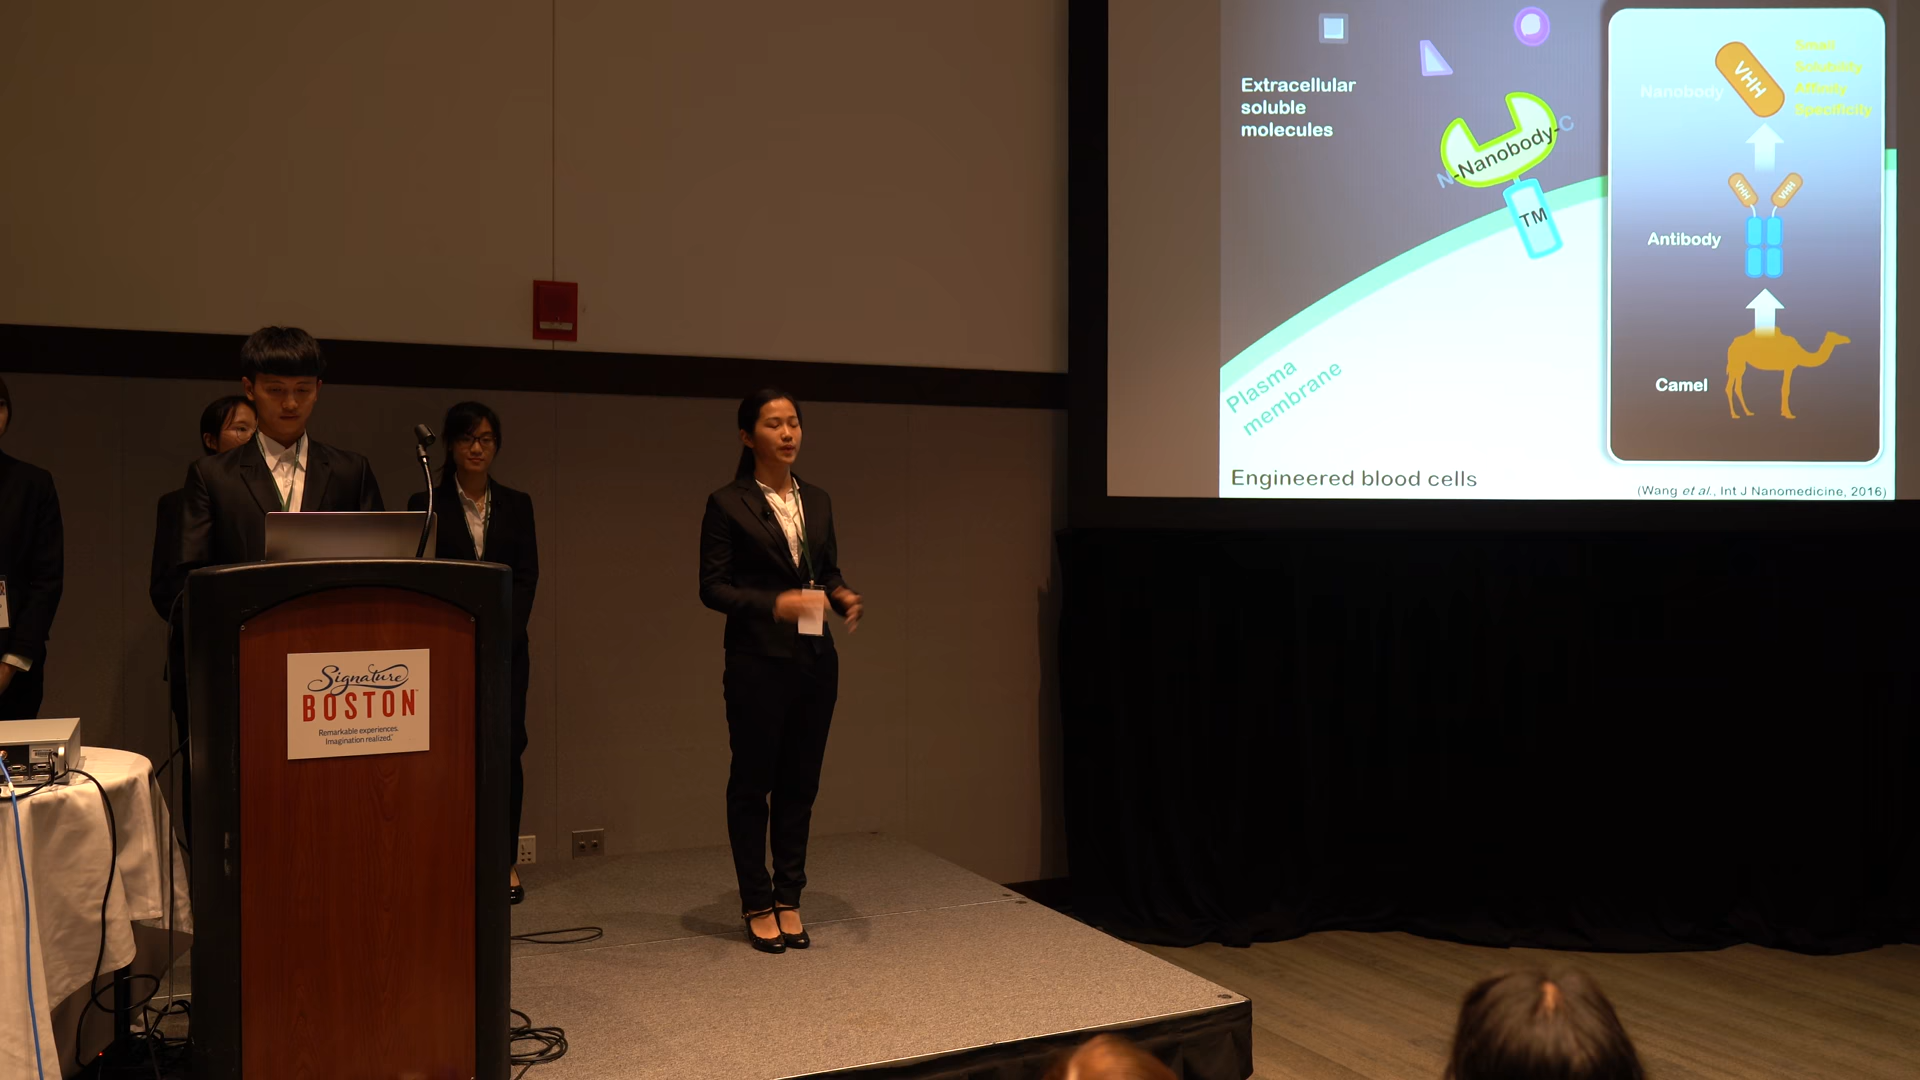 Extracellular
soluble
molecules
N-Nanobody-C
TM
Plasma
membrane
Engineered blood cells
Nanobody
VHH
Small
Solubility
Affinity
Specificity
VHH
VHH
Antibody
Camel
(Wang et al., Int J Nanomedicine, 2016)
Signature
BOSTON
Remarkable experiences.
Imagination realized.